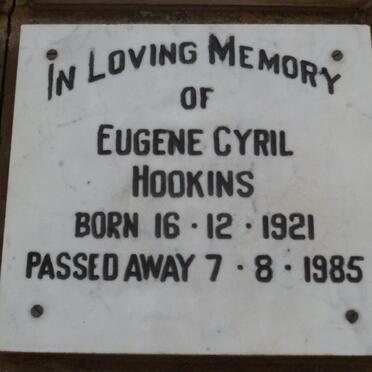 IN LOVING MEMORY
OF
EUGENE CYRIL
HOOKINS
BORN 16 · 12 · 1921
PASSED AWAY 7 · 8 · 1985